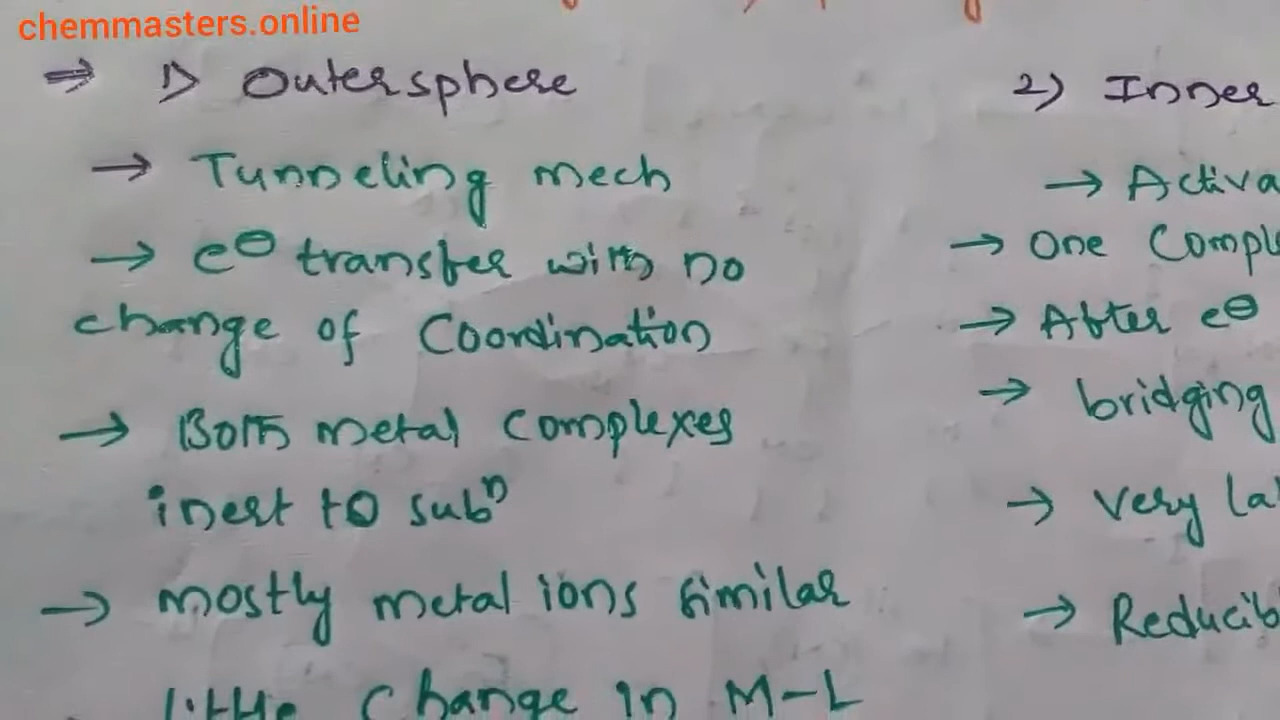 chemmasters.online
⇒ 1) Outersphere
→ Tunneling mech
→ e⊖ transfer with no
change of Coordination
→ Both metal complexes
inert to subⁿ
→ mostly metal ions similar
little change in M-L
2) Inner
→ Activa
→ One Compl
→ After e⊖
→ bridging
→ Very la
→ Reducib